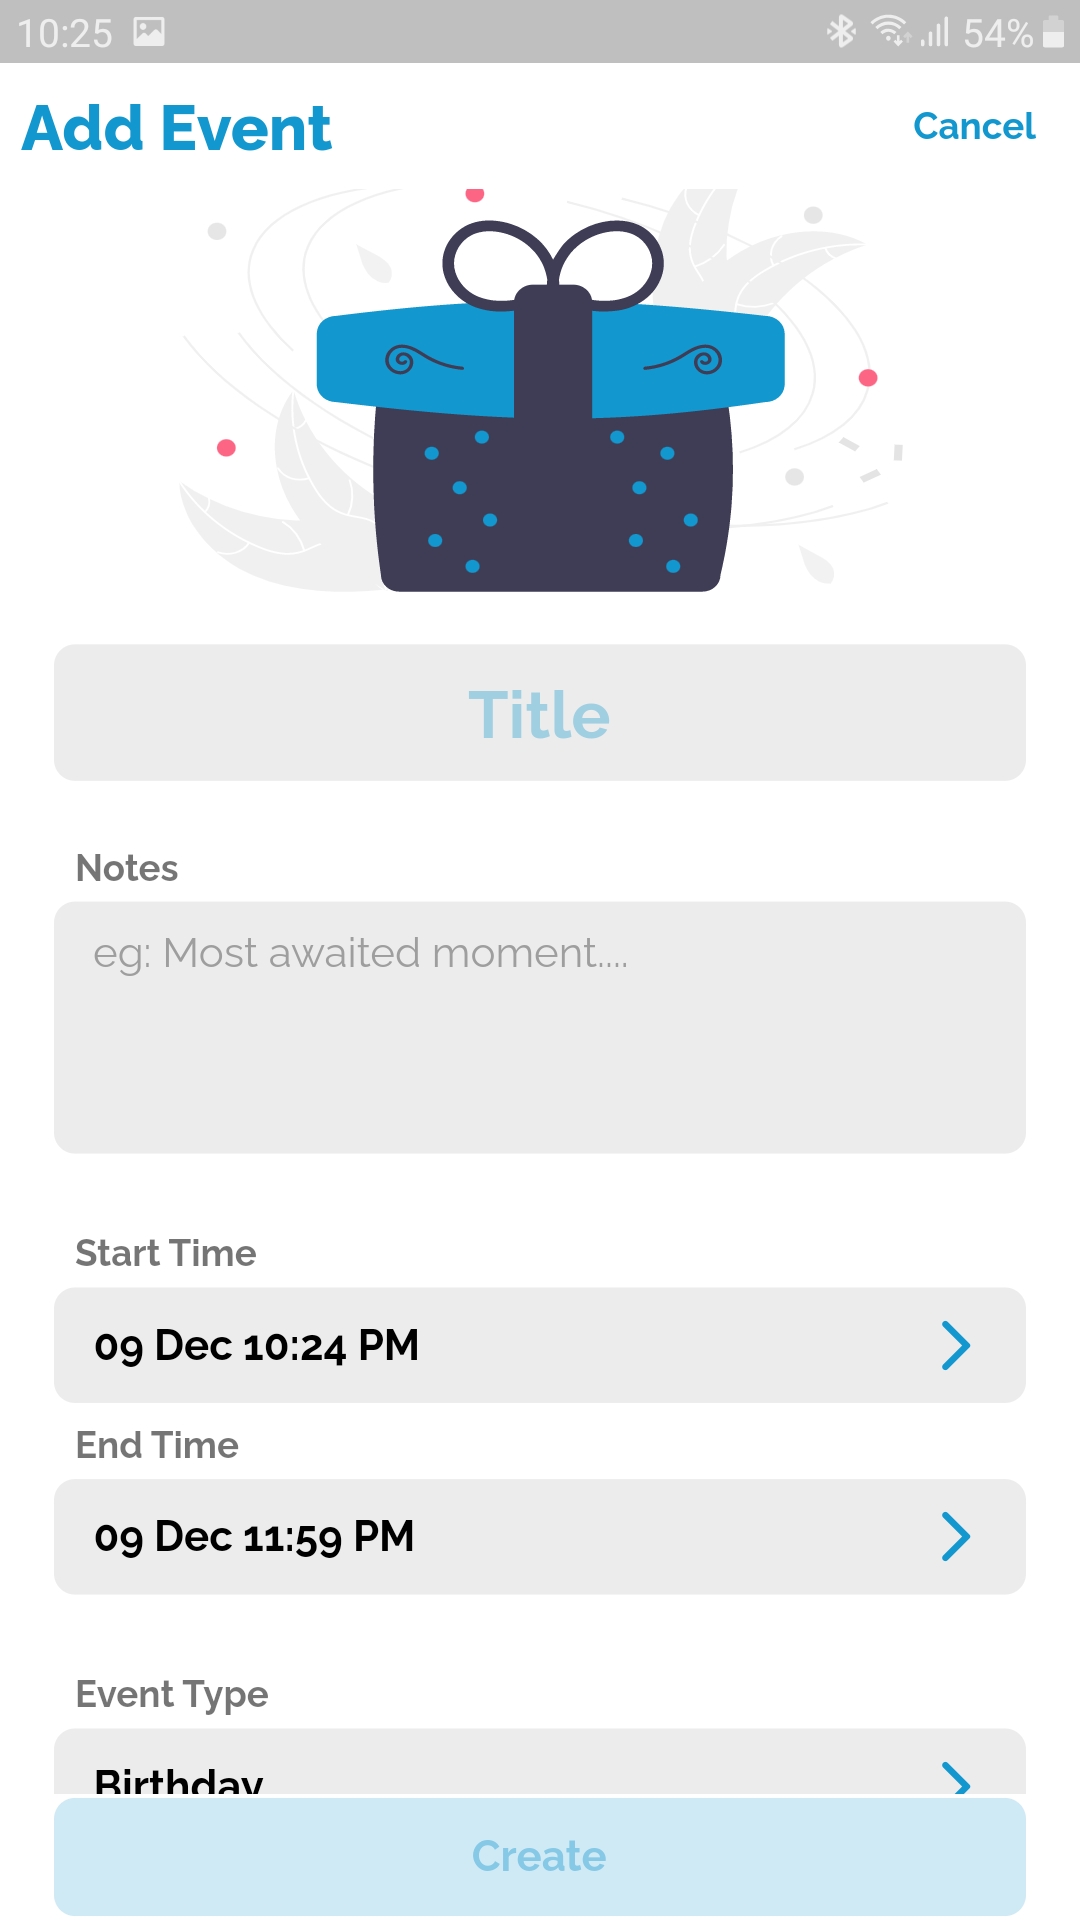 10:25 54%
Add Event Cancel
Title
Notes
eg: Most awaited moment....
Start Time
09 Dec 10:24 PM
End Time
09 Dec 11:59 PM
Event Type
Birthday
Create